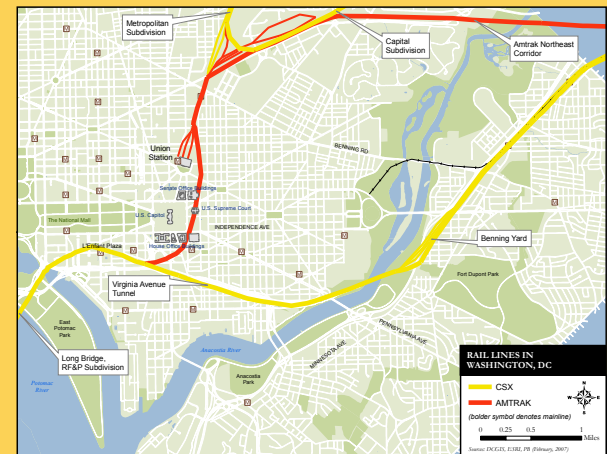 Metropolitan
Subdivision
Capital
Subdivision
Amtrak Northeast
Corridor
Union
Station
BENNING RD
Senate Office Buildings
U.S. Supreme Court
U.S. Capitol
The National Mall
INDEPENDENCE AVE
L'Enfant Plaza
House Office Buildings
Benning Yard
Virginia Avenue
Tunnel
Fort Dupont Park
East
Potomac
Park
PENNSYLVANIA AVE
MINNESOTA AVE
Long Bridge,
RF&P Subdivision
Anacostia River
Anacostia
Park
Potomac
River
RAIL LINES IN
WASHINGTON, DC
CSX
AMTRAK
(bolder symbol denotes mainline)
0 0.25 0.5 1
Miles
Source: DCGIS, ESRI, PB (February, 2007)